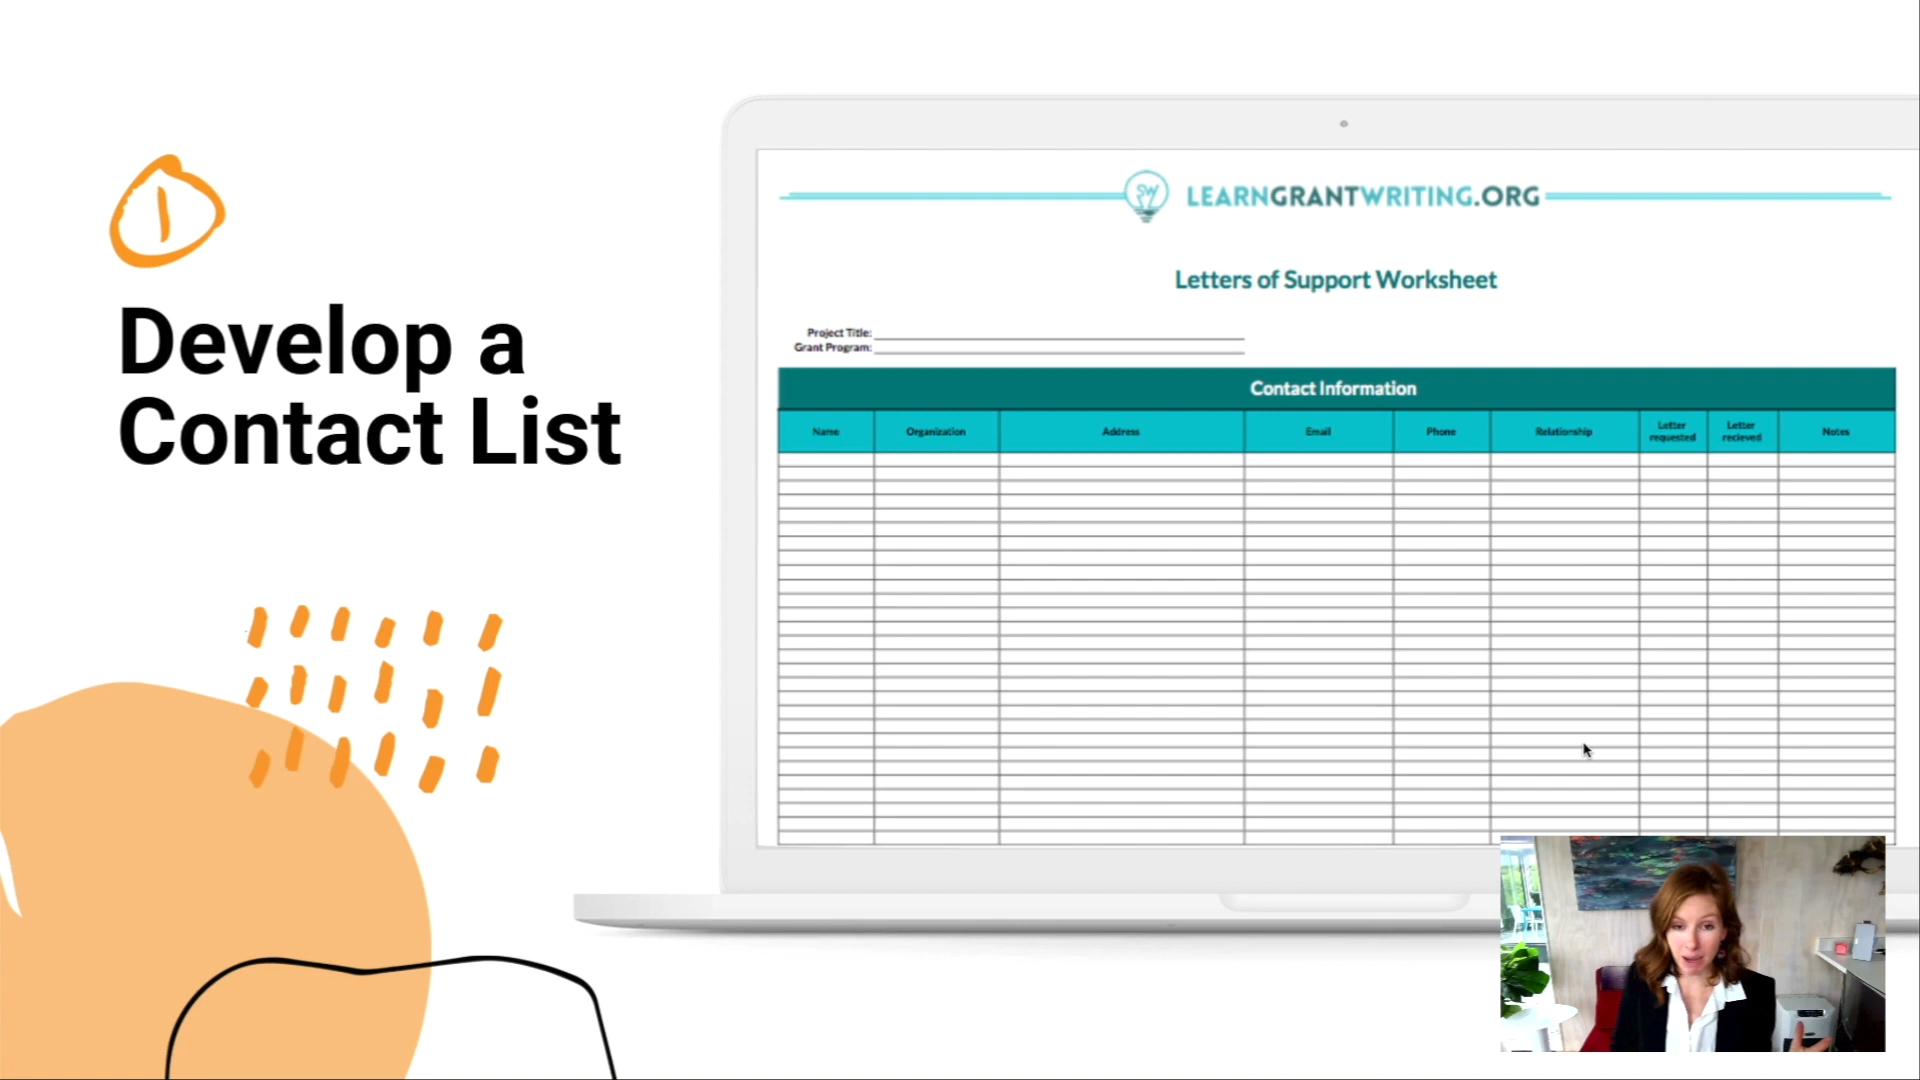 1
Develop a
Contact List
SW
LEARNGRANTWRITING.ORG
Letters of Support Worksheet
Project Title:
Grant Program:
Contact Information
Name Organization Address Email Phone Relationship Letter requested Letter recieved Notes